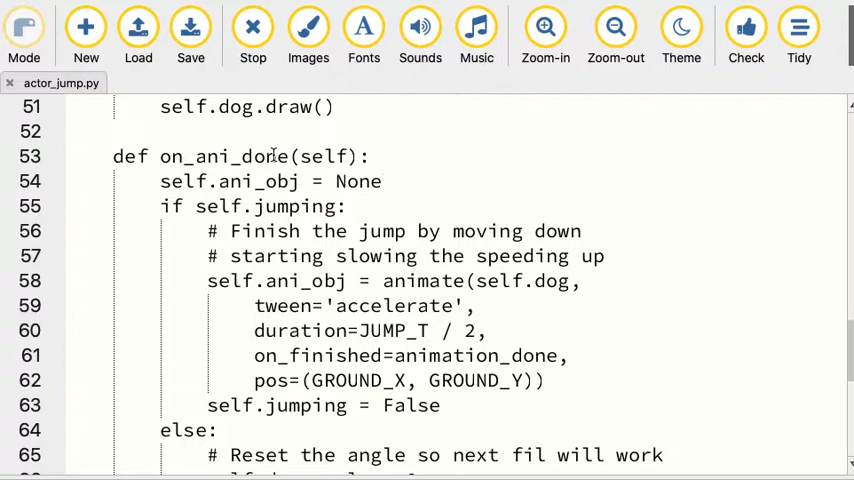 Mode New Load Save Stop Images Fonts Sounds Music Zoom-in Zoom-out Theme Check Tidy
actor_jump.py
51 self.dog.draw()
52
53 def on_ani_done(self):
54 self.ani_obj = None
55 if self.jumping:
56 # Finish the jump by moving down
57 # starting slowing the speeding up
58 self.ani_obj = animate(self.dog,
59 tween='accelerate',
60 duration=JUMP_T / 2,
61 on_finished=animation_done,
62 pos=(GROUND_X, GROUND_Y))
63 self.jumping = False
64 else:
65 # Reset the angle so next fil will work